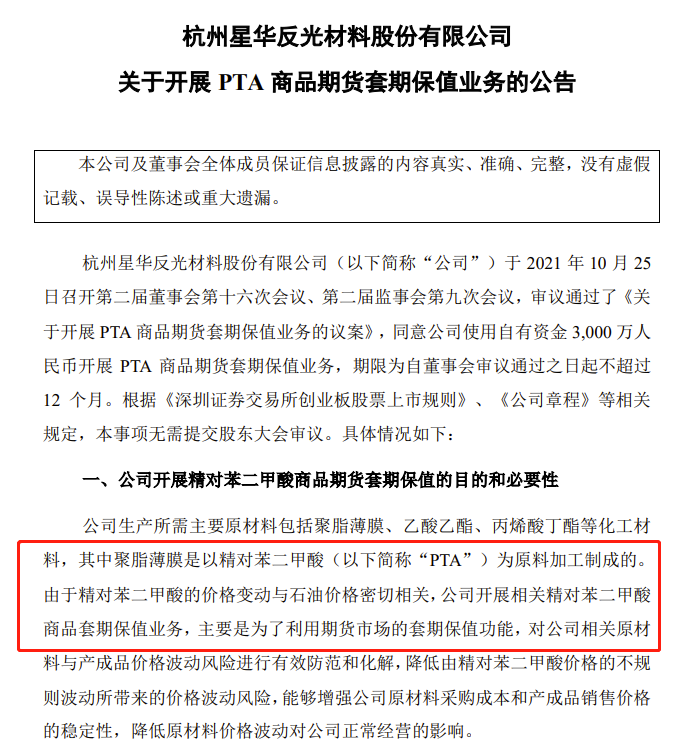 杭州星华反光材料股份有限公司
关于开展 PTA 商品期货套期保值业务的公告
本公司及董事会全体成员保证信息披露的内容真实、准确、完整，没有虚假
记载、误导性陈述或重大遗漏。
杭州星华反光材料股份有限公司（以下简称“公司”）于 2021 年 10 月 25
日召开第二届董事会第十六次会议、第二届监事会第九次会议，审议通过了《关
于开展 PTA 商品期货套期保值业务的议案》，同意公司使用自有资金 3,000 万人
民币开展 PTA 商品期货套期保值业务，期限为自董事会审议通过之日起不超过
12 个月。根据《深圳证券交易所创业板股票上市规则》、《公司章程》等相关
规定，本事项无需提交股东大会审议。具体情况如下：
一、公司开展精对苯二甲酸商品期货套期保值的目的和必要性
公司生产所需主要原材料包括聚脂薄膜、乙酸乙酯、丙烯酸丁酯等化工材
料，其中聚脂薄膜是以精对苯二甲酸（以下简称“PTA”）为原料加工制成的。
由于精对苯二甲酸的价格变动与石油价格密切相关，公司开展相关精对苯二甲酸
商品套期保值业务，主要是为了利用期货市场的套期保值功能，对公司相关原材
料与产成品价格波动风险进行有效防范和化解，降低由精对苯二甲酸价格的不规
则波动所带来的价格波动风险，能够增强公司原材料采购成本和产成品销售价格
的稳定性，降低原材料价格波动对公司正常经营的影响。